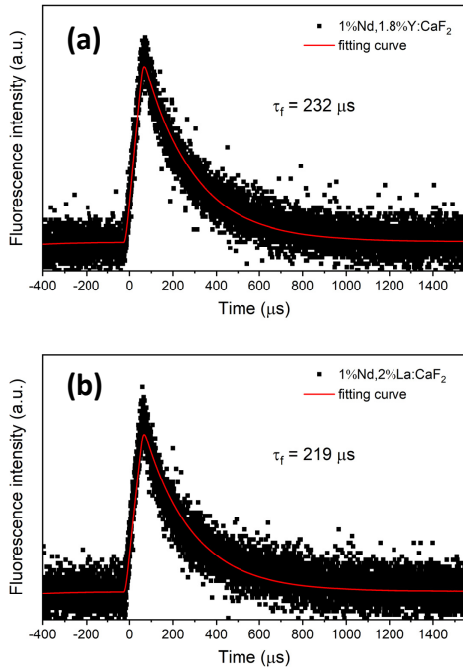 (a)
1%Nd,1.8%Y:CaF₂
fitting curve
τf = 232 μs
Fluorescence intensity (a.u.)
-400 -200 0 200 400 600 800 1000 1200 1400
Time (μs)
(b)
1%Nd,2%La:CaF₂
fitting curve
τf = 219 μs
Fluorescence intensity (a.u.)
-400 -200 0 200 400 600 800 1000 1200 1400
Time (μs)